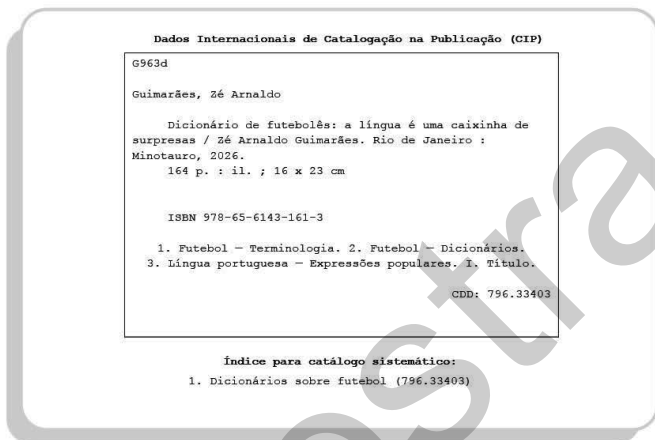 Dados Internacionais de Catalogação na Publicação (CIP)
G963d
Guimarães, Zé Arnaldo
Dicionário de futebolês: a língua é uma caixinha de
surpresas / Zé Arnaldo Guimarães. Rio de Janeiro :
Minotauro, 2026.
164 p. : il. ; 16 x 23 cm
ISBN 978-65-6143-161-3
1. Futebol — Terminologia. 2. Futebol — Dicionários.
3. Língua portuguesa — Expressões populares. I. Título.
CDD: 796.33403
Índice para catálogo sistemático:
1. Dicionários sobre futebol (796.33403)